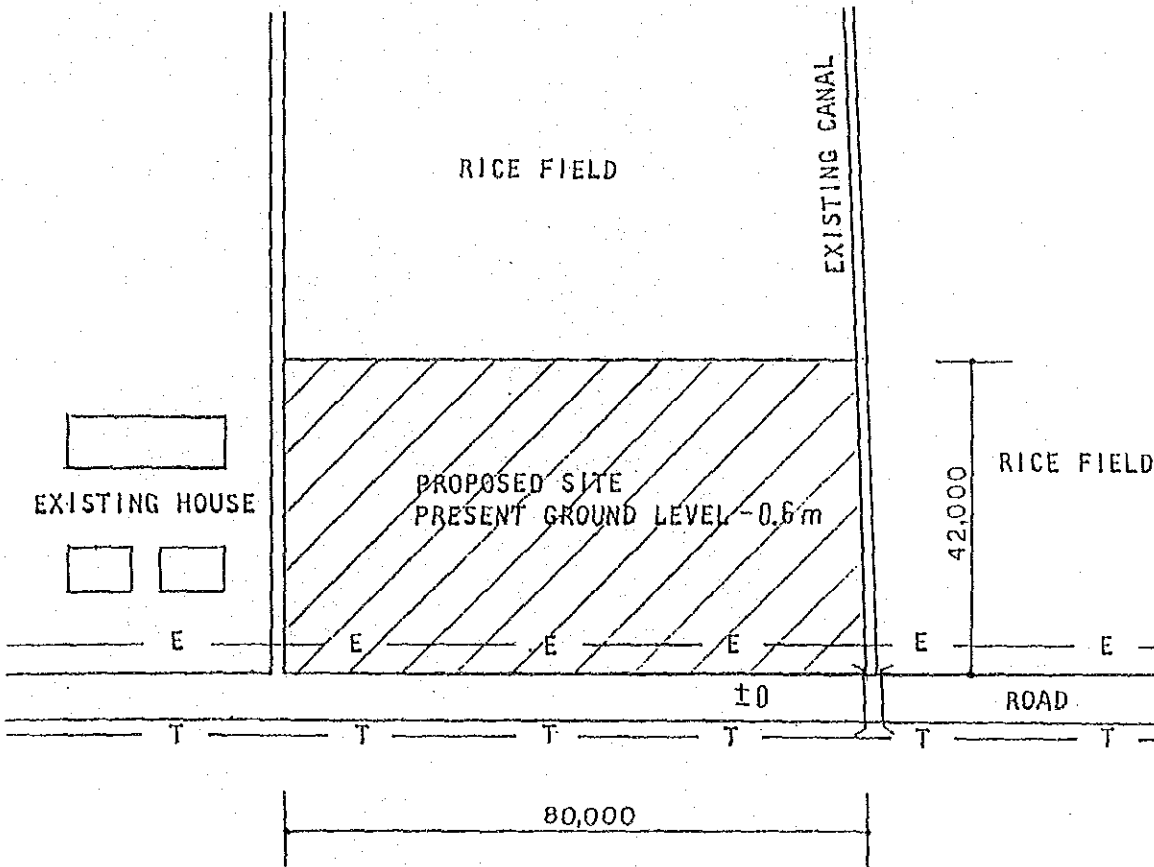 EXISTING CANAL
RICE FIELD
RICE FIELD
PROPOSED SITE
PRESENT GROUND LEVEL -0.6m
EXISTING HOUSE
42,000
E E E E E E
±0
ROAD
T T T T T T
80,000